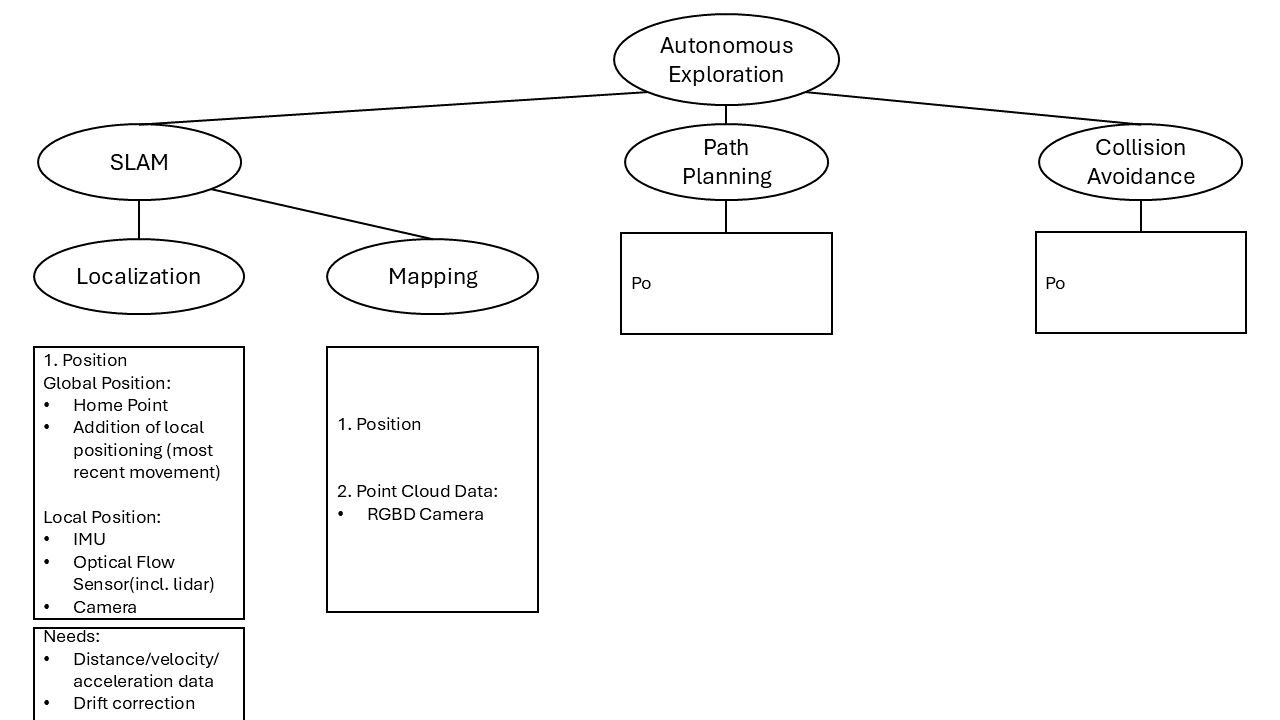 Autonomous
Exploration
SLAM
Path
Planning
Collision
Avoidance
Localization
Mapping
Po
Po
1. Position
Global Position:
• Home Point
• Addition of local
positioning (most
recent movement)
Local Position:
• IMU
• Optical Flow
Sensor(incl. lidar)
• Camera
1. Position
2. Point Cloud Data:
• RGBD Camera
Needs:
• Distance/velocity/
acceleration data
• Drift correction